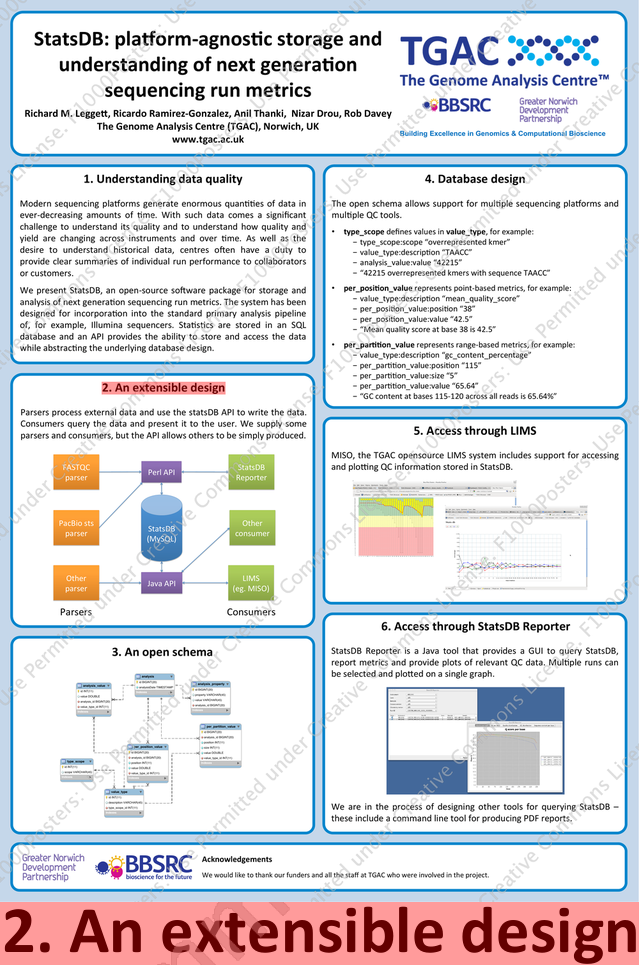 StatsDB: platform-agnostic storage and
understanding of next generation
sequencing run metrics
Richard M. Leggett, Ricardo Ramirez-Gonzalez, Anil Thanki, Nizar Drou, Rob Davey
The Genome Analysis Centre (TGAC), Norwich, UK
www.tgac.ac.uk
TGAC
The Genome Analysis Centre™
BBSRC
Greater Norwich
Development
Partnership
Building Excellence in Genomics & Computational Bioscience
1. Understanding data quality
Modern sequencing platforms generate enormous quantities of data in
ever-decreasing amounts of time. With such data comes a significant
challenge to understand its quality and to understand how quality and
yield are changing across instruments and over time. As well as the
desire to understand historical data, centres often have a duty to
provide clear summaries of individual run performance to collaborators
or customers.
We present StatsDB, an open-source software package for storage and
analysis of next generation sequencing run metrics. The system has been
designed for incorporation into the standard primary analysis pipeline
of, for example, Illumina sequencers. Statistics are stored in an SQL
database and an API provides the ability to store and access the data
while abstracting the underlying database design.
2. An extensible design
Parsers process external data and use the statsDB API to write the data.
Consumers query the data and present it to the user. We supply some
parsers and consumers, but the API allows others to be simply produced.
FASTQC
parser
Perl API
StatsDB
Reporter
PacBio sts
parser
StatsDB
(MySQL)
Other
consumer
Other
parser
Java API
LIMS
(eg. MISO)
Parsers
Consumers
3. An open schema
analysis
analysis_value
analysis_property
per_partition_value
per_position_value
type_scope
value_type
4. Database design
The open schema allows support for multiple sequencing platforms and
multiple QC tools.
• type_scope defines values in value_type, for example:
– type_scope:scope “overrepresented kmer”
– value_type:description “TAACC”
– analysis_value:value “42215”
– “42215 overrepresented kmers with sequence TAACC”
• per_position_value represents point-based metrics, for example:
– value_type:description “mean_quality_score”
– per_position_value:position “38”
– per_position_value:value “42.5”
– “Mean quality score at base 38 is 42.5”
• per_partition_value represents range-based metrics, for example:
– value_type:description “gc_content_percentage”
– per_partition_value:position “115”
– per_partition_value:size “5”
– per_partition_value:value “65.64”
– “GC content at bases 115-120 across all reads is 65.64%”
5. Access through LIMS
MISO, the TGAC opensource LIMS system includes support for accessing
and plotting QC information stored in StatsDB.
6. Access through StatsDB Reporter
StatsDB Reporter is a Java tool that provides a GUI to query StatsDB,
report metrics and provide plots of relevant QC data. Multiple runs can
be selected and plotted on a single graph.
We are in the process of designing other tools for querying StatsDB –
these include a command line tool for producing PDF reports.
Greater Norwich
Development
Partnership
BBSRC
bioscience for the future
Acknowledgements
We would like to thank our funders and all the staff at TGAC who were involved in the project.
2. An extensible design